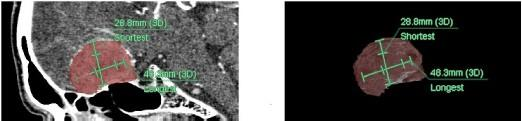 28.8mm (3D)
Shortest
48.3mm (3D)
Longest
28.8mm (3D)
Shortest
48.3mm (3D)
Longest